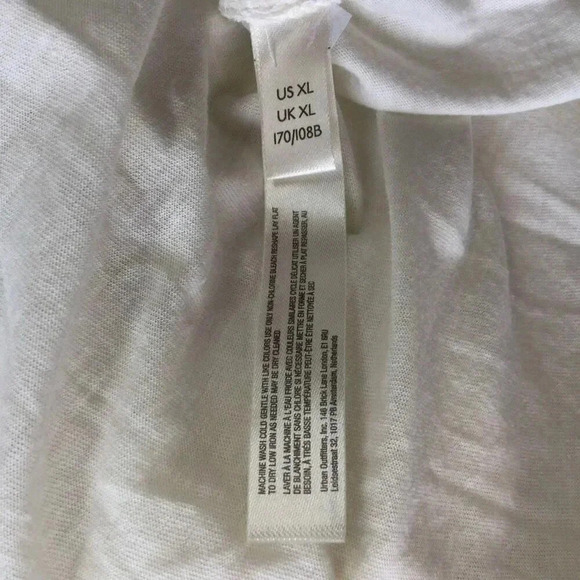 US XL
UK XL
170/108B
MACHINE WASH COLD GENTLE WITH LIKE COLORS USE ONLY NON-CHLORINE BLEACH RESHAPE LAY FLAT
TO DRY LOW IRON AS NEEDED MAY BE DRY CLEANED
LAVER À LA MACHINE À L'EAU FROIDE AVEC COULEURS SIMILAIRES CYCLE DÉLICAT UTILISER UN AGENT
DE BLANCHIMENT SANS CHLORE SI NÉCESSAIRE METTRE EN FORME ET SÉCHER À PLAT REPASSER, AU
BESOIN, À TRÈS BASSE TEMPÉRATURE PEUT-ÊTRE ÊTRE NETTOYÉE À SEC
Urban Outfitters, Inc. 146 Brick Lane London, E1 6RU
Leidsestraat 32, 1017 PB Amsterdam, Netherlands